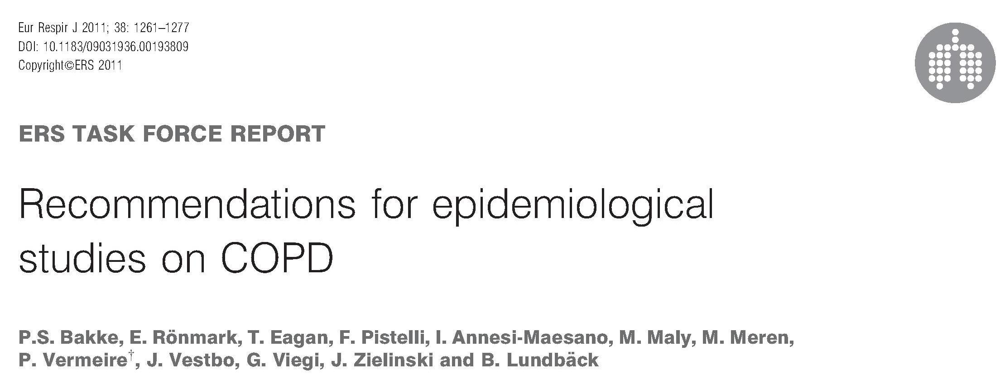 Eur Respir J 2011; 38: 1261–1277
DOI: 10.1183/09031936.00193809
Copyright©ERS 2011
ERS TASK FORCE REPORT
Recommendations for epidemiological
studies on COPD
P.S. Bakke, E. Rönmark, T. Eagan, F. Pistelli, I. Annesi-Maesano, M. Maly, M. Meren,
P. Vermeire†, J. Vestbo, G. Viegi, J. Zielinski and B. Lundbäck